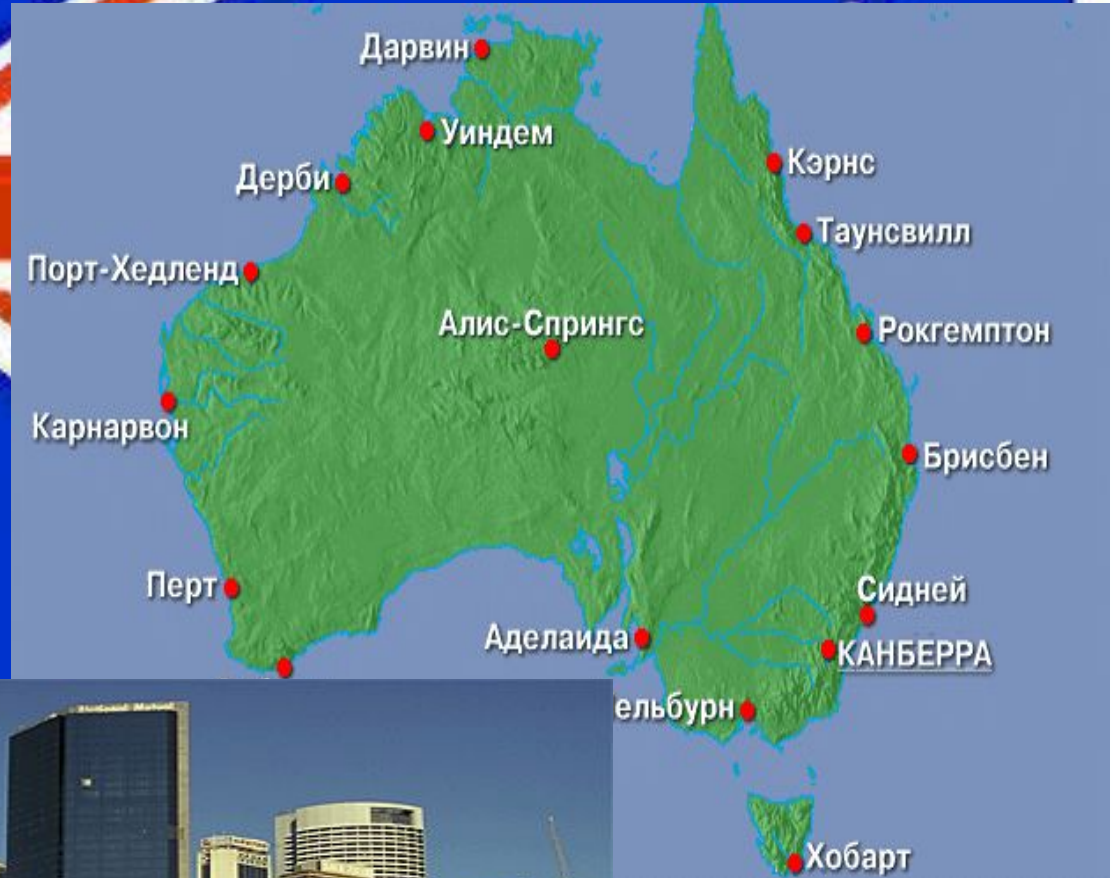 Дарвин
Уиндем
Кэрнс
Дерби
Таунсвилл
Порт-Хедленд
Алис-Спрингс
Рокгемптон
Карнарвон
Брисбен
Перт
Сидней
Аделаида
КАНБЕРРА
ельбурн
Хобарт